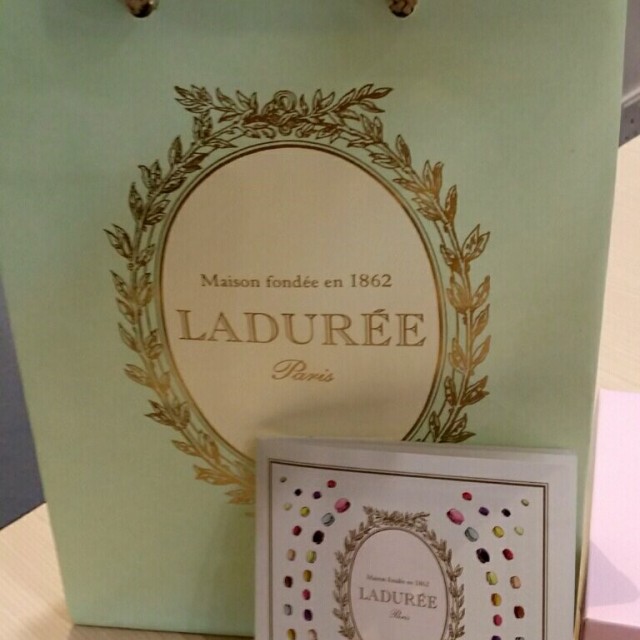 Maison fondée en 1862
LADURÉE
Paris
Maison fondée en 1862
LADURÉE
Paris